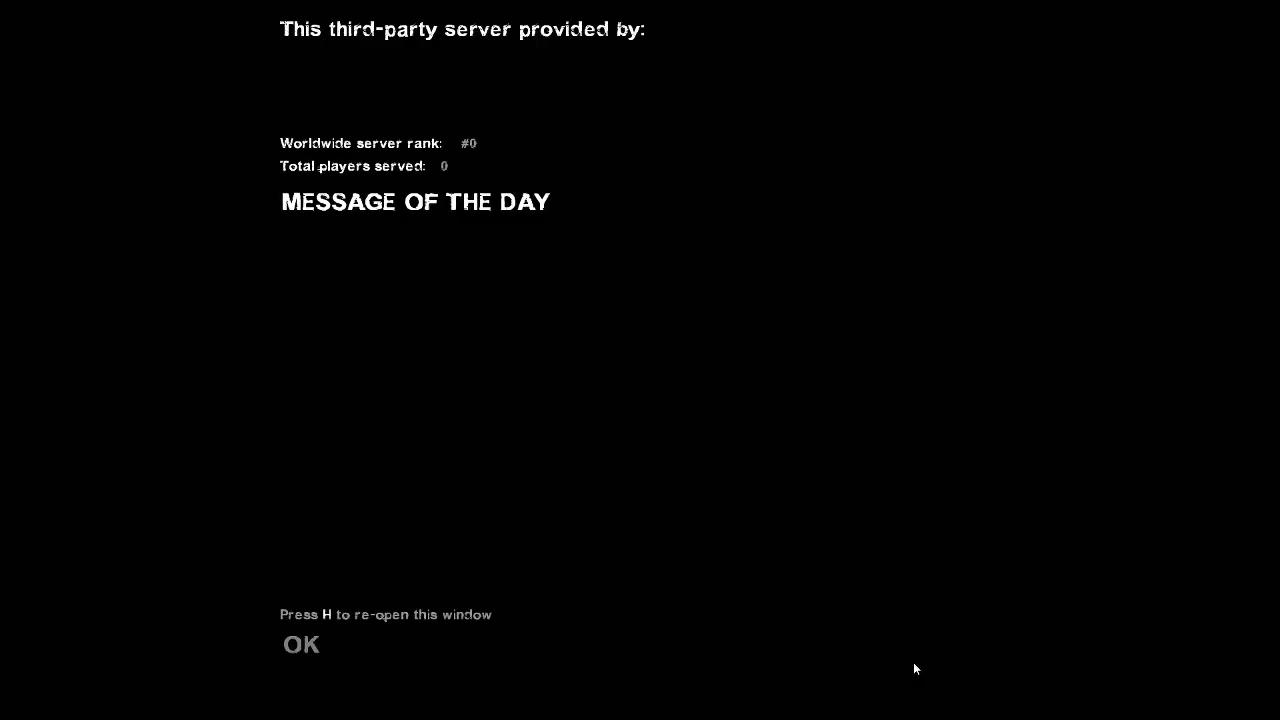 This third-party server provided by:
Worldwide server rank: #0
Total players served: 0
MESSAGE OF THE DAY
Press H to re-open this window
OK